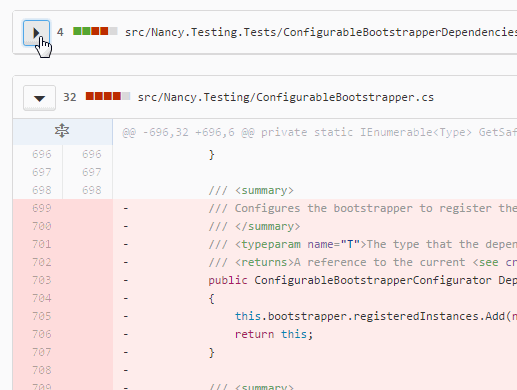 4 src/Nancy.Testing.Tests/ConfigurableBootstrapperDependencies
32 src/Nancy.Testing/ConfigurableBootstrapper.cs
@@ -696,32 +696,6 @@ private static IEnumerable<Type> GetSaf
696 696 }
697 697
698 698 /// <summary>
699 - /// Configures the bootstrapper to register the
700 - /// </summary>
701 - /// <typeparam name="T">The type that the depen
702 - /// <returns>A reference to the current <see cr
703 - public ConfigurableBootstrapperConfigurator Dep
704 - {
705 - this.bootstrapper.registeredInstances.Add(n
706 - return this;
707 - }
708 -
709 - /// <summary>